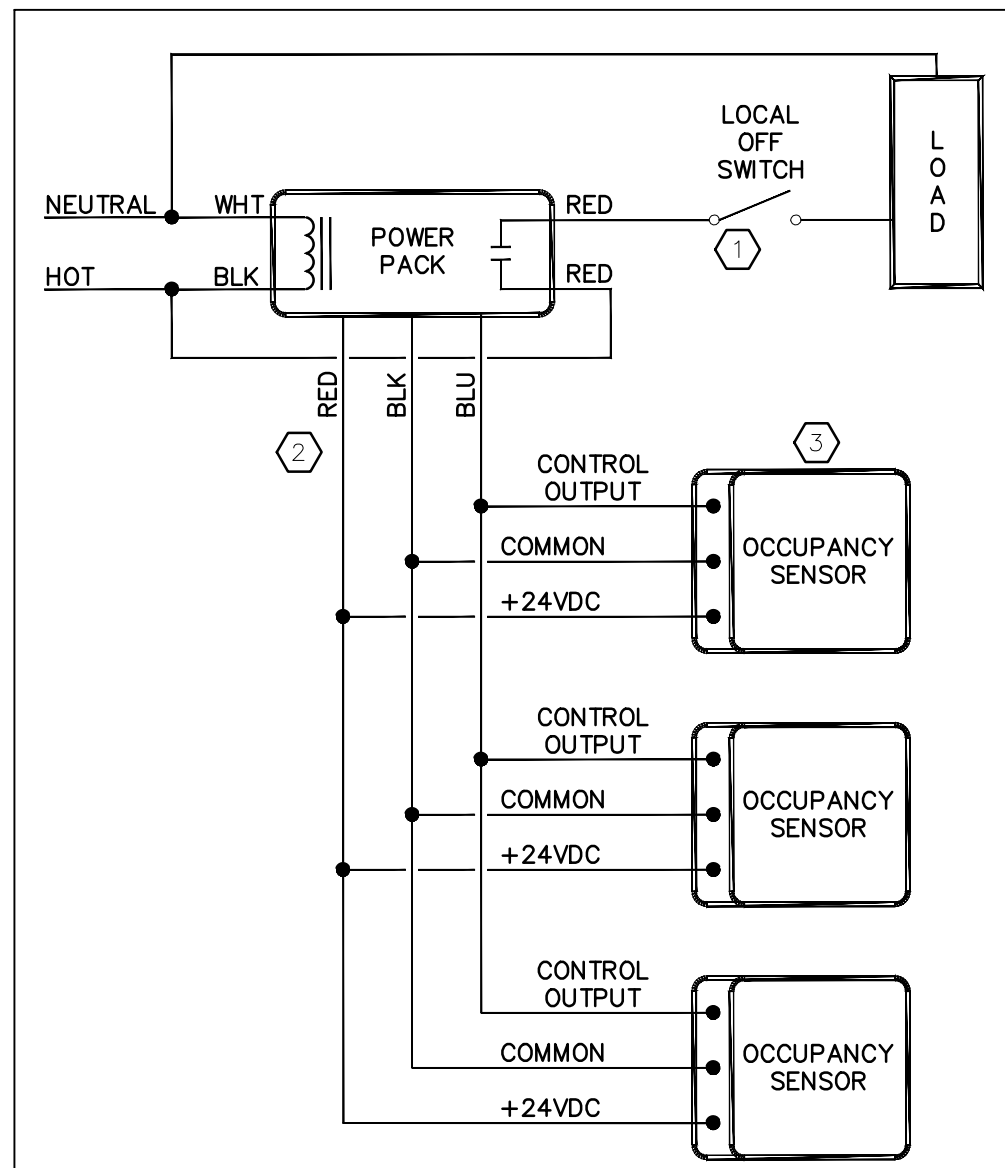 LOCAL
OFF
SWITCH
LOAD
NEUTRAL
WHT
POWER
PACK
RED
1
HOT
BLK
RED
RED
BLK
BLU
2
3
CONTROL
OUTPUT
COMMON
+24VDC
OCCUPANCY
SENSOR
CONTROL
OUTPUT
COMMON
+24VDC
OCCUPANCY
SENSOR
CONTROL
OUTPUT
COMMON
+24VDC
OCCUPANCY
SENSOR